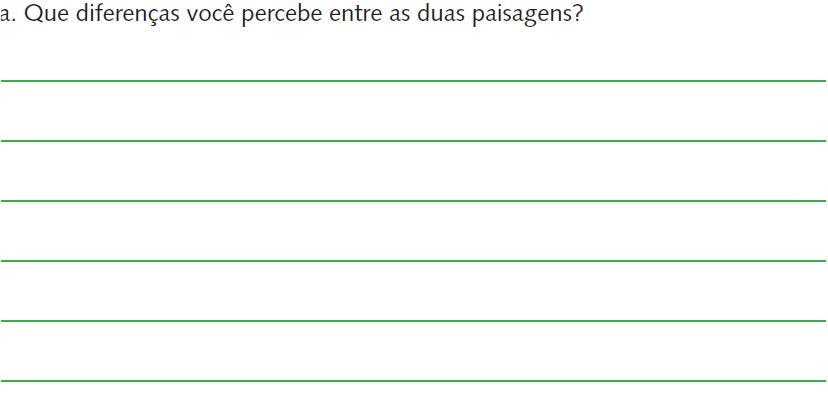 a. Que diferenças você percebe entre as duas paisagens?